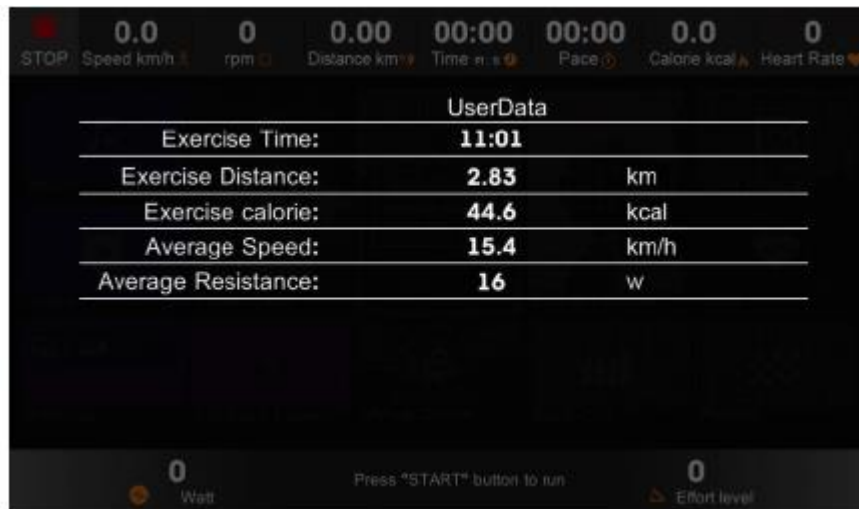 0.0 0 0.00 00:00 00:00 0.0 0
STOP Speed km/h rpm Distance km Time M:S Pace Calorie kcal Heart Rate
UserData
Exercise Time: 11:01
Exercise Distance: 2.83 km
Exercise calorie: 44.6 kcal
Average Speed: 15.4 km/h
Average Resistance: 16 w
0 Press "START" button to run 0
Watt Effort level